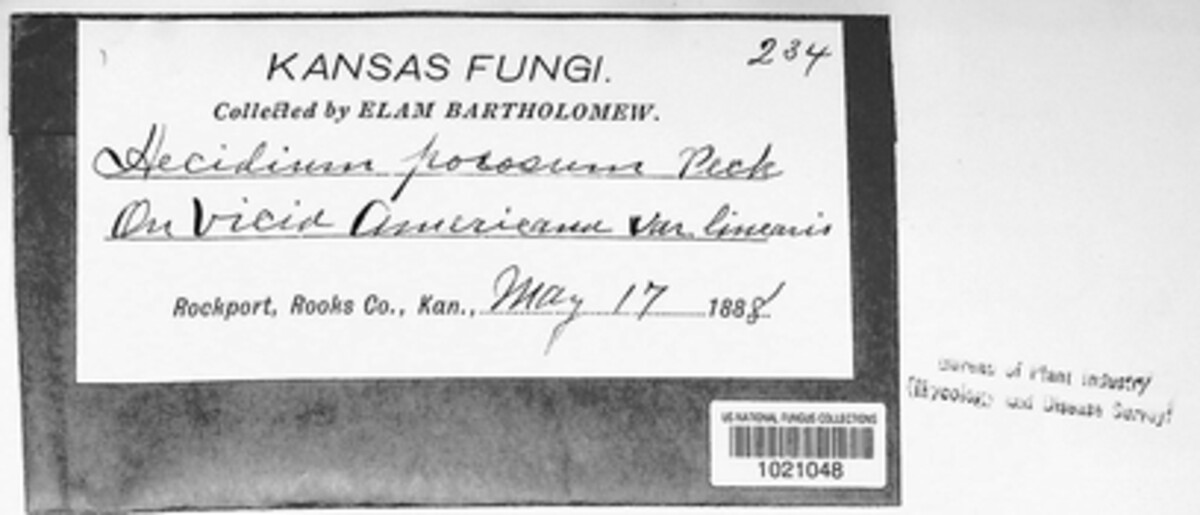 234
KANSAS FUNGI.
Collected by ELAM BARTHOLOMEW.
Aecidium porosum Peck
On Vicia Americana var. linearis
Rockport, Rooks Co., Kan., May 17 1888
US NATIONAL FUNGUS COLLECTIONS
1021048
Bureau of Plant Industry
(Mycology and Disease Survey)